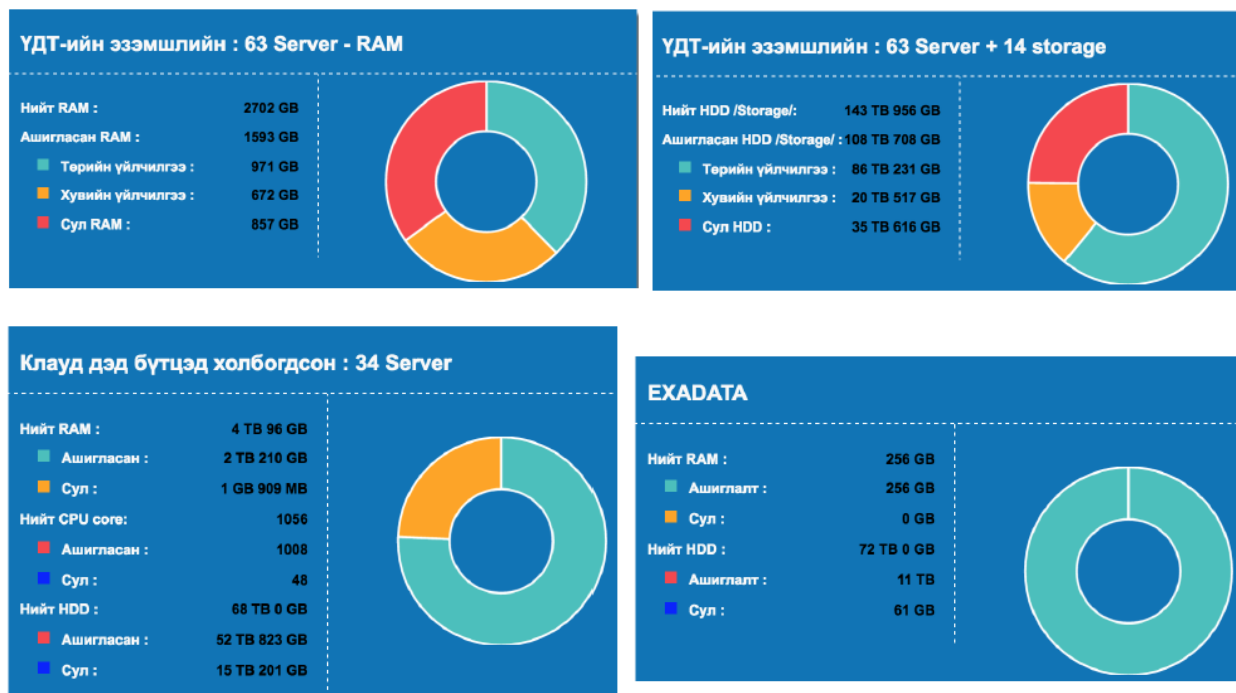 ҮДТ-ийн эзэмшлийн : 63 Server - RAM
Нийт RAM : 2702 GB
Ашигласан RAM : 1593 GB
Төрийн үйлчилгээ : 971 GB
Хувийн үйлчилгээ : 672 GB
Сул RAM : 857 GB
ҮДТ-ийн эзэмшлийн : 63 Server + 14 storage
Нийт HDD /Storage/: 143 TB 956 GB
Ашигласан HDD /Storage/ : 108 TB 708 GB
Төрийн үйлчилгээ : 86 TB 231 GB
Хувийн үйлчилгээ : 20 TB 517 GB
Сул HDD : 35 TB 616 GB
Клауд дэд бүтцэд холбогдсон : 34 Server
Нийт RAM : 4 TB 96 GB
Ашигласан : 2 TB 210 GB
Сул : 1 GB 909 MB
Нийт CPU core: 1056
Ашигласан : 1008
Сул : 48
Нийт HDD : 68 TB 0 GB
Ашигласан : 52 TB 823 GB
Сул : 15 TB 201 GB
EXADATA
Нийт RAM : 256 GB
Ашиглалт : 256 GB
Сул : 0 GB
Нийт HDD : 72 TB 0 GB
Ашиглалт : 11 TB
Сул : 61 GB